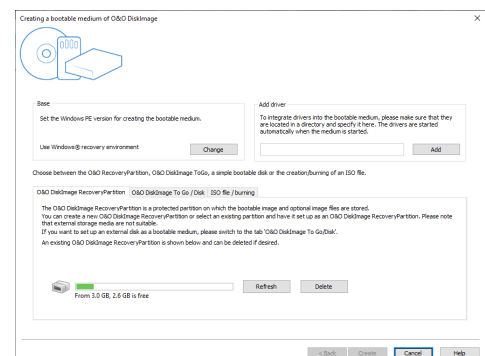 Creating a bootable medium of O&O DiskImage
Base
Set the Windows PE version for creating the bootable medium.
Use Windows® recovery environment
Change
Add driver
To integrate drivers into the bootable medium, please make sure that they
are located in a directory and specify it here. The drivers are started
automatically when the medium is started.
Add
Choose between the O&O RecoveryPartition, O&O DiskImage ToGo, a simple bootable disk or the creation/burning of an ISO file.
O&O DiskImage RecoveryPartition
O&O DiskImage To Go / Disk
ISO file / burning
The O&O DiskImage RecoveryPartition is a protected partition on which the bootable image and optional image files are stored.
You can create a new O&O DiskImage RecoveryPartition or select an existing partition and have it set up as an O&O DiskImage RecoveryPartition. Please note
that external storage media are not suitable.
If you want to set up an external disk as a bootable medium, please switch to the tab 'O&O DiskImage To Go/Disk'.
An existing O&O DiskImage RecoveryPartition is shown below and can be deleted if desired.
Refresh
Delete
From 3.0 GB, 2.6 GB is free
< Back
Create
Cancel
Help